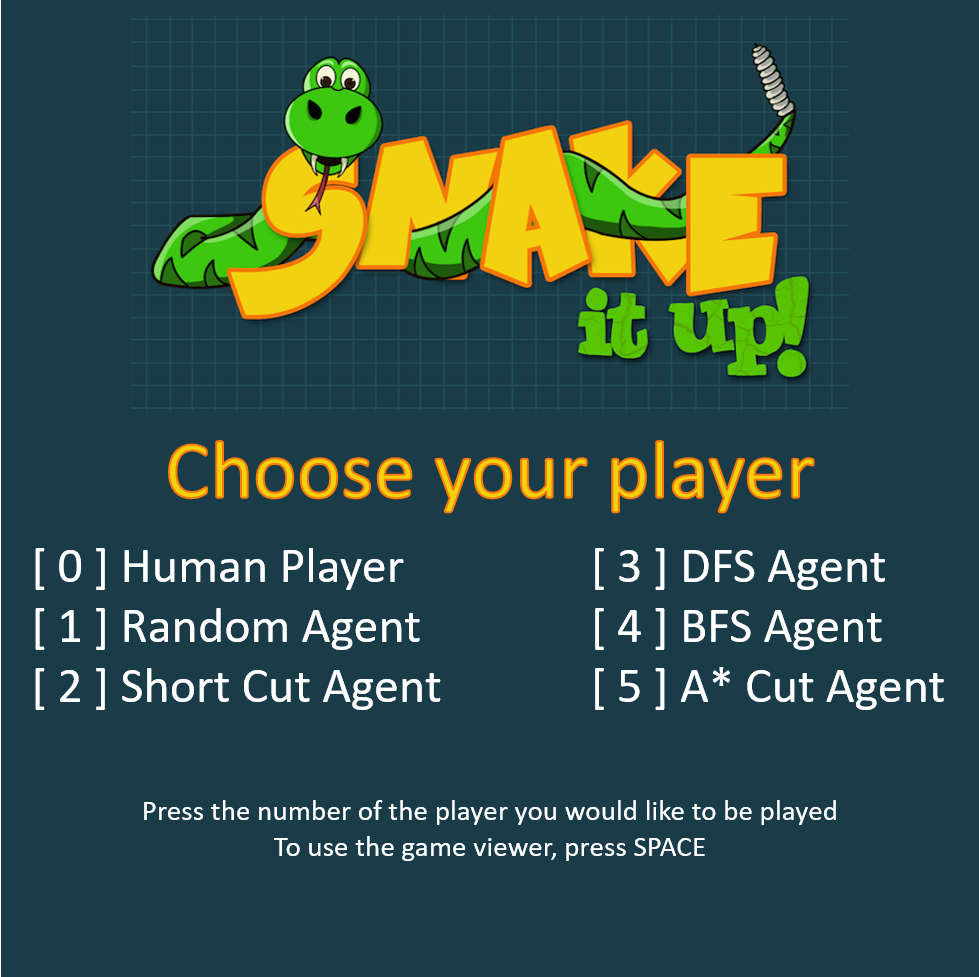 SNAKE
it up!
Choose your player
[ 0 ] Human Player
[ 1 ] Random Agent
[ 2 ] Short Cut Agent
[ 3 ] DFS Agent
[ 4 ] BFS Agent
[ 5 ] A* Cut Agent
Press the number of the player you would like to be played
To use the game viewer, press SPACE